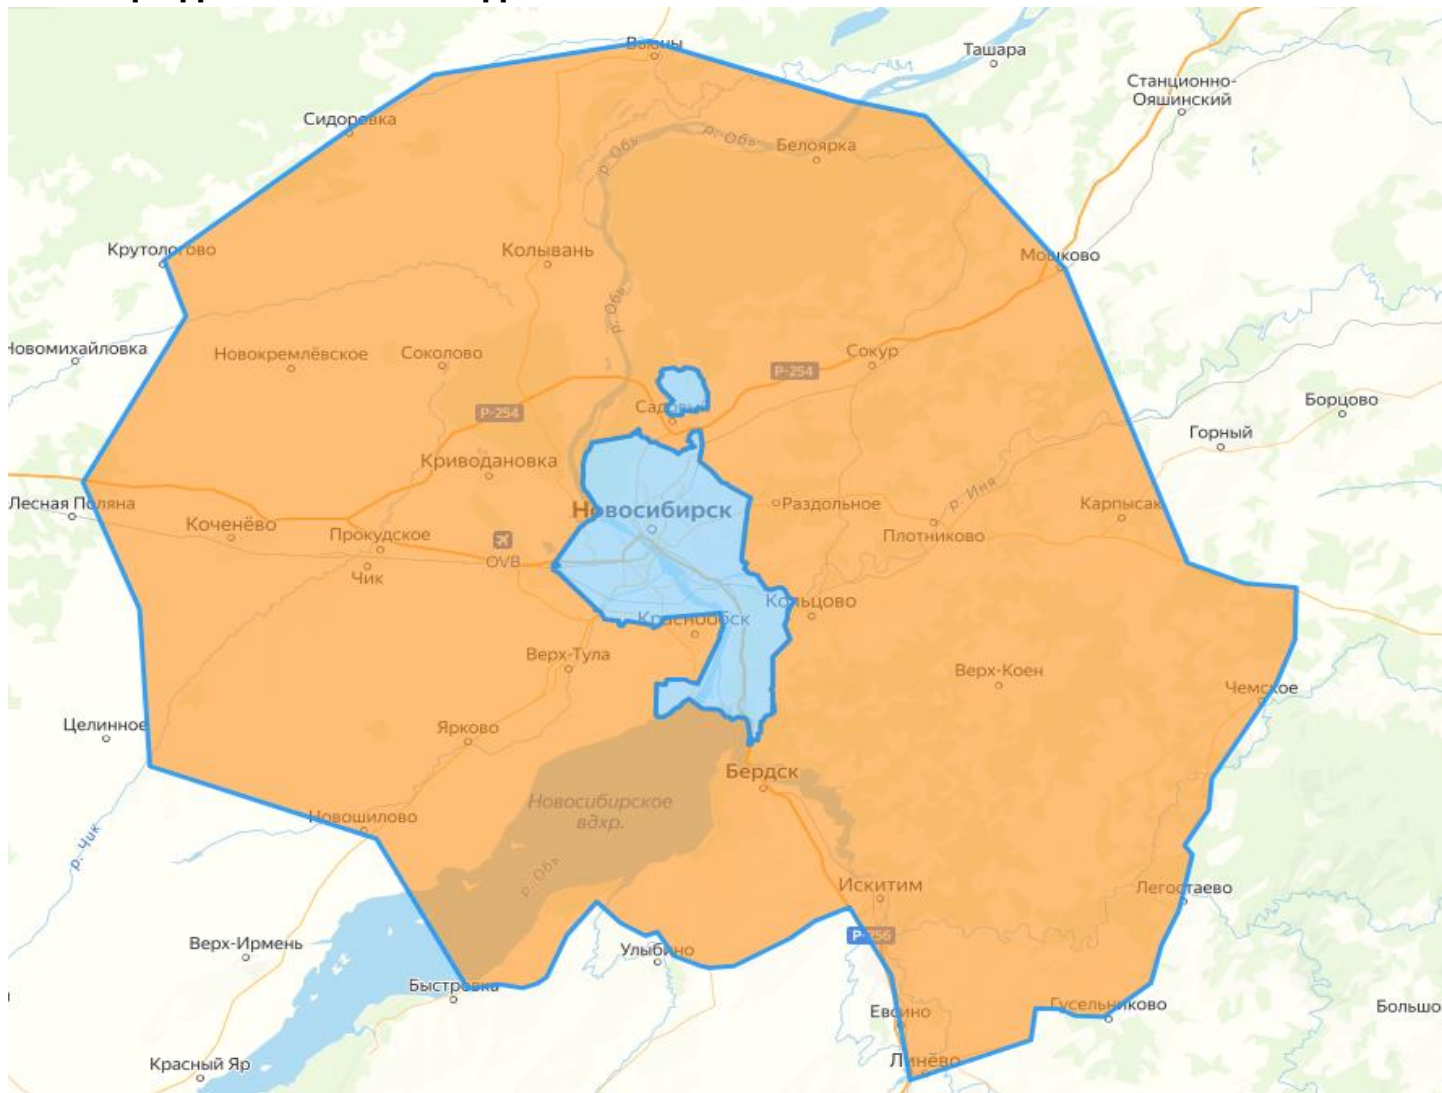 Вьюны
Ташара
Станционно-
Ояшинский
Сидоровка
р. Обь
р. Обь
Белоярка
Крутологово
Колывань
Мошково
р. Обь
Новомихайловка
Новокремлёвское
Соколово
Сокур
Р-254
Р-254
Садовый
Борцово
Горный
Криводановка
Лесная Поляна
Новосибирск
Раздольное
р. Иня
Карпысак
Коченёво
Прокудское
Плотниково
OVB
Чик
Кольцово
Краснообск
Верх-Тула
Верх-Коен
Чемское
Целинное
Ярково
Бердск
Новошилово
Новосибирское
вдхр.
р. Чик
р. Обь
Искитим
Легостаево
Верх-Ирмень
Улыбино
Р-256
Быстровка
Евсино
Гусельниково
Большо
Красный Яр
Линёво